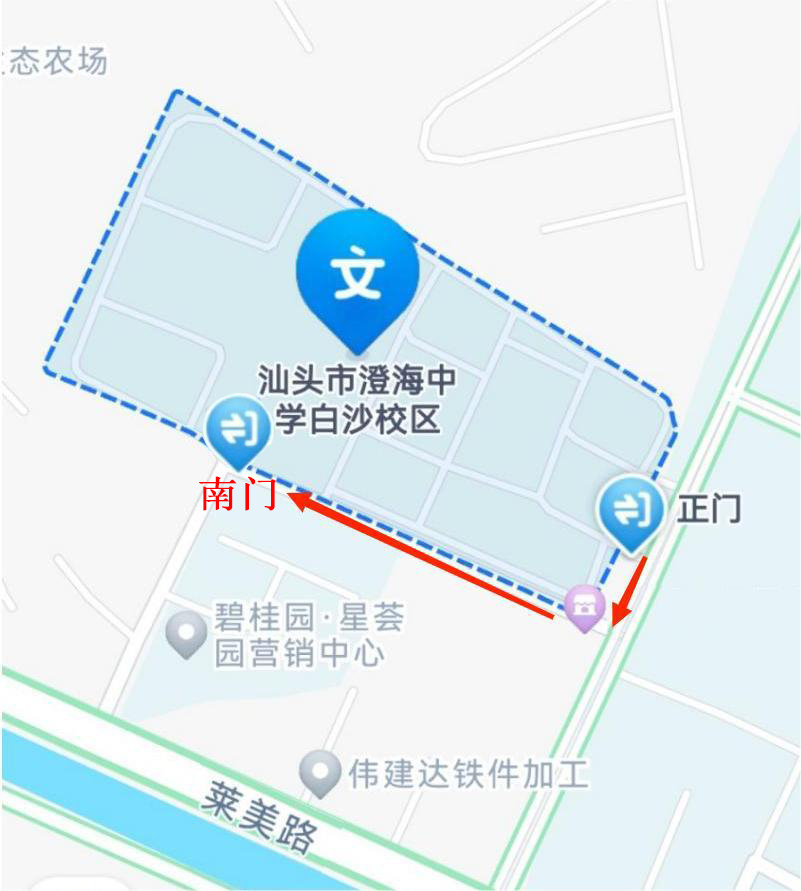 态农场
文
汕头市澄海中
学白沙校区
南门
正门
碧桂园·星荟
园营销中心
伟建达铁件加工
莱美路